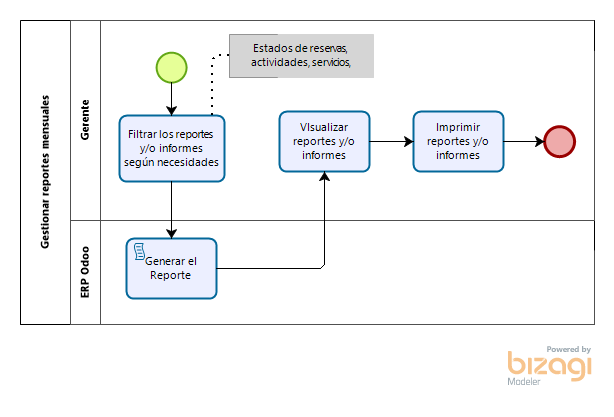 Gestionar reportes mensuales
Gerente
Estados de reservas,
actividades, servicios,
Filtrar los reportes
y/o informes
según necesidades
VIsualizar
reportes y/o
informes
Imprimir
reportes y/o
informes
ERP Odoo
Generar el
Reporte
Powered by
bizagi
Modeler